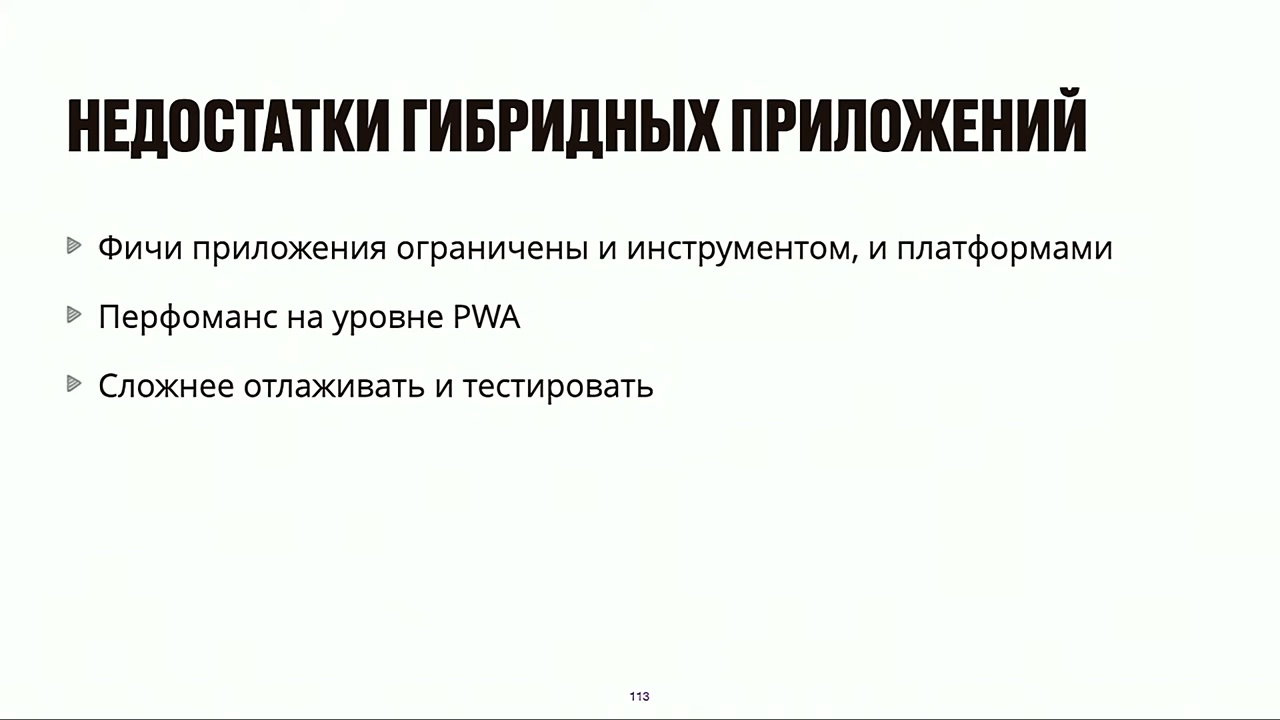 НЕДОСТАТКИ ГИБРИДНЫХ ПРИЛОЖЕНИЙ
Фичи приложения ограничены и инструментом, и платформами
Перфоманс на уровне PWA
Сложнее отлаживать и тестировать
113